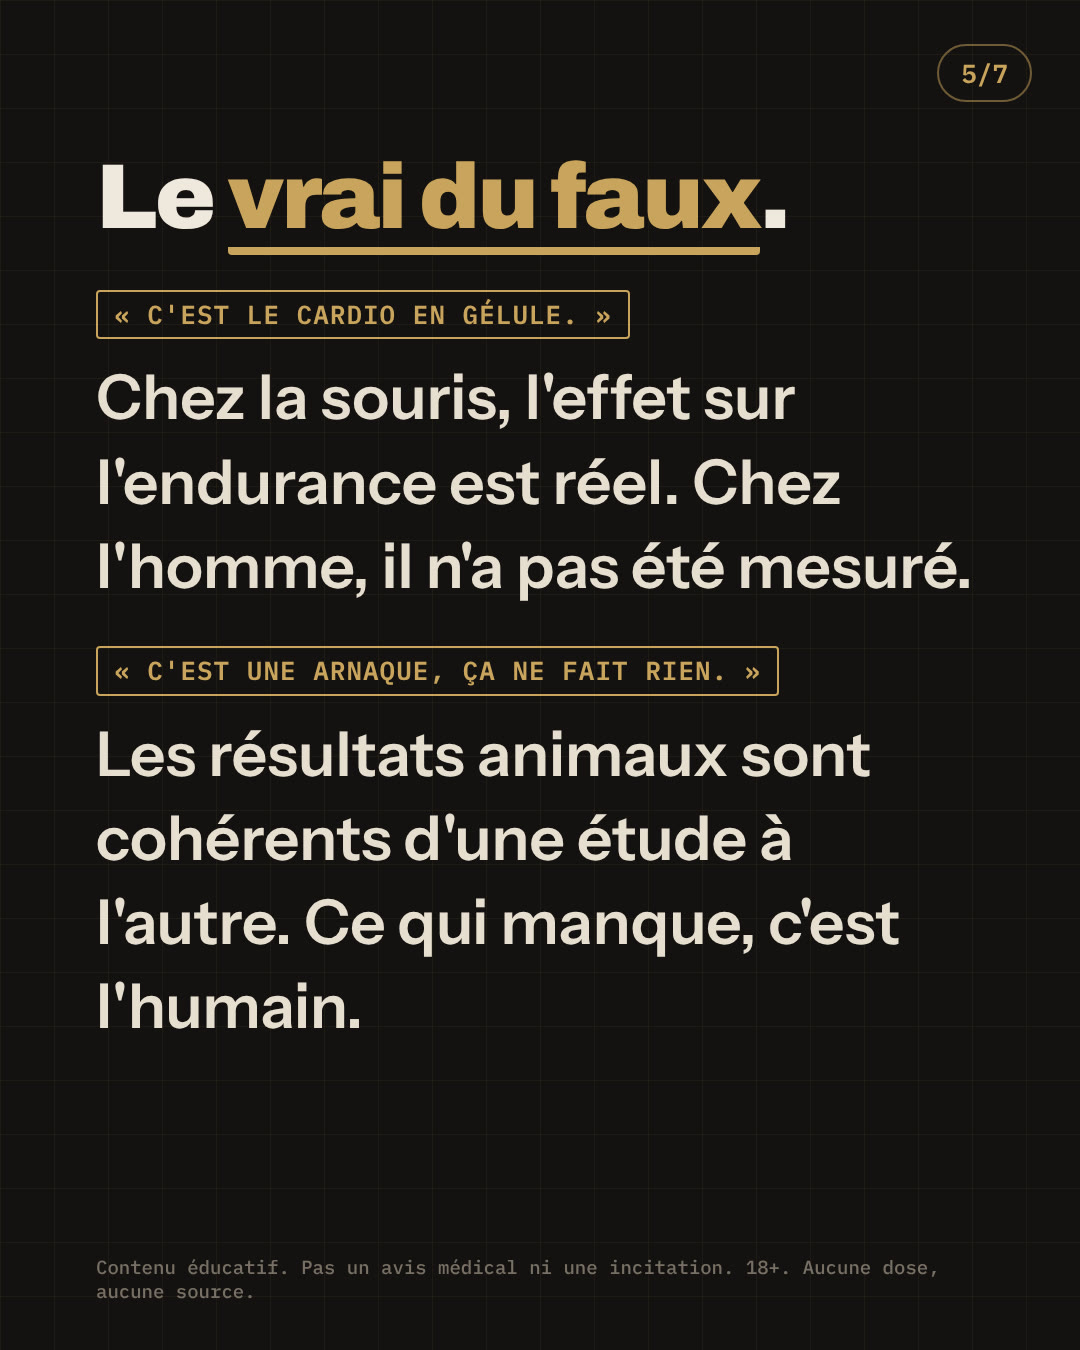 5/7
Le vrai du faux.
« C'EST LE CARDIO EN GÉLULE. »
Chez la souris, l'effet sur
l'endurance est réel. Chez
l'homme, il n'a pas été mesuré.
« C'EST UNE ARNAQUE, ÇA NE FAIT RIEN. »
Les résultats animaux sont
cohérents d'une étude à
l'autre. Ce qui manque, c'est
l'humain.
Contenu éducatif. Pas un avis médical ni une incitation. 18+. Aucune dose,
aucune source.